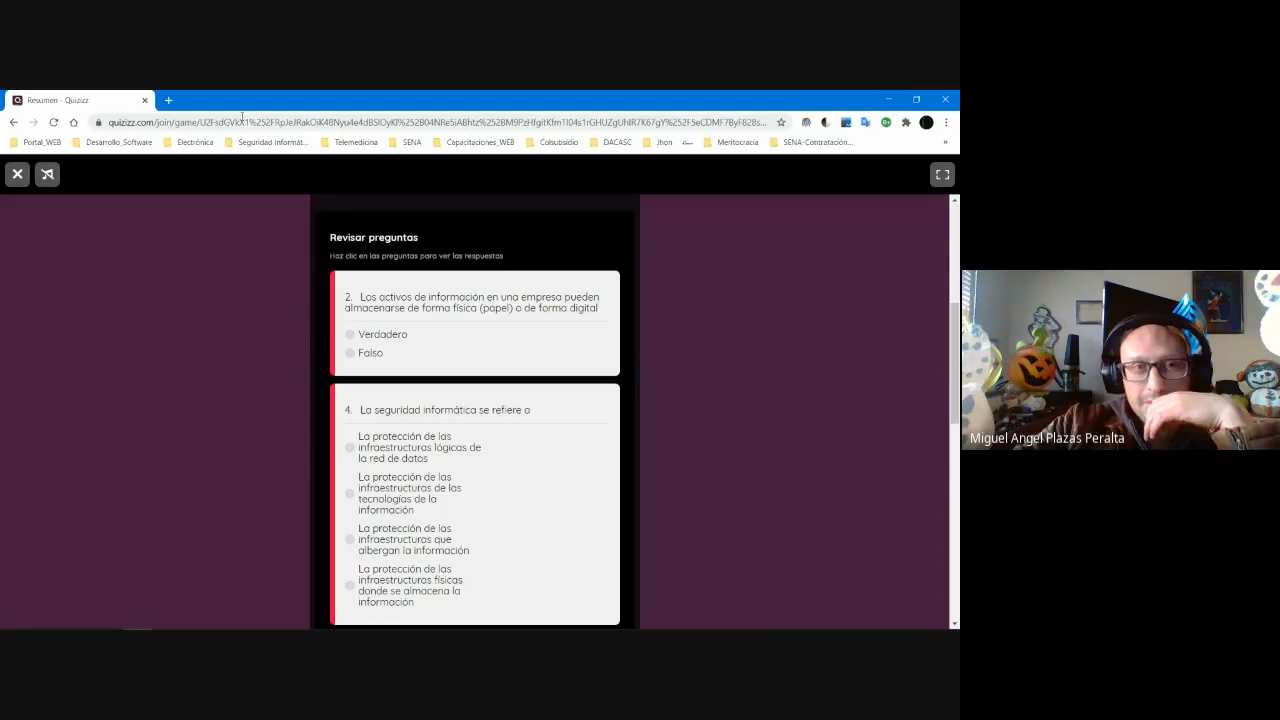 Resumen - Quizizz
Portal_WEB
Desarrollo_Software
Electrónica
Seguridad Informát...
Telemedicina
SENA
Capacitaciones_WEB
Colsubsidio
DACASC
Jhon
Meritocracia
SENA-Contratación...
»
Revisar preguntas
Haz clic en las preguntas para ver las respuestas
2. Los activos de información en una empresa pueden
almacenarse de forma física (papel) o de forma digital
Verdadero
Falso
4. La seguridad informática se refiere a
La protección de las
infraestructuras lógicas de
la red de datos
La protección de las
infraestructuras de las
tecnologías de la
información
La protección de las
infraestructuras que
albergan la información
La protección de las
infraestructuras físicas
donde se almacena la
información
Miguel Angel Plazas Peralta